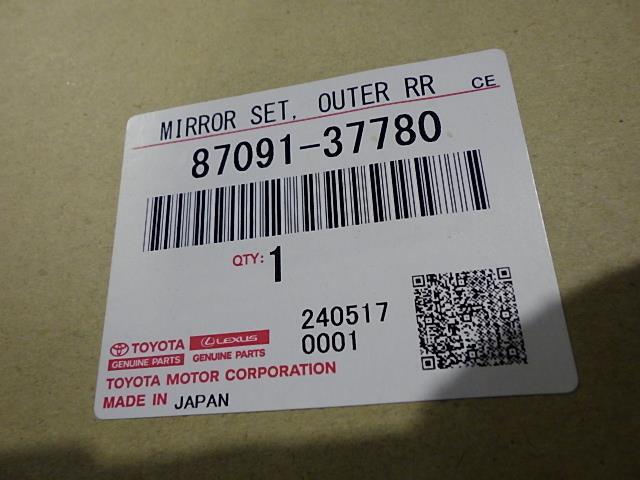 MIRROR SET, OUTER RR CE
87091-37780
QTY: 1
240517
0001
TOYOTA
GENUINE PARTS
LEXUS
GENUINE PARTS
TOYOTA MOTOR CORPORATION
MADE IN JAPAN